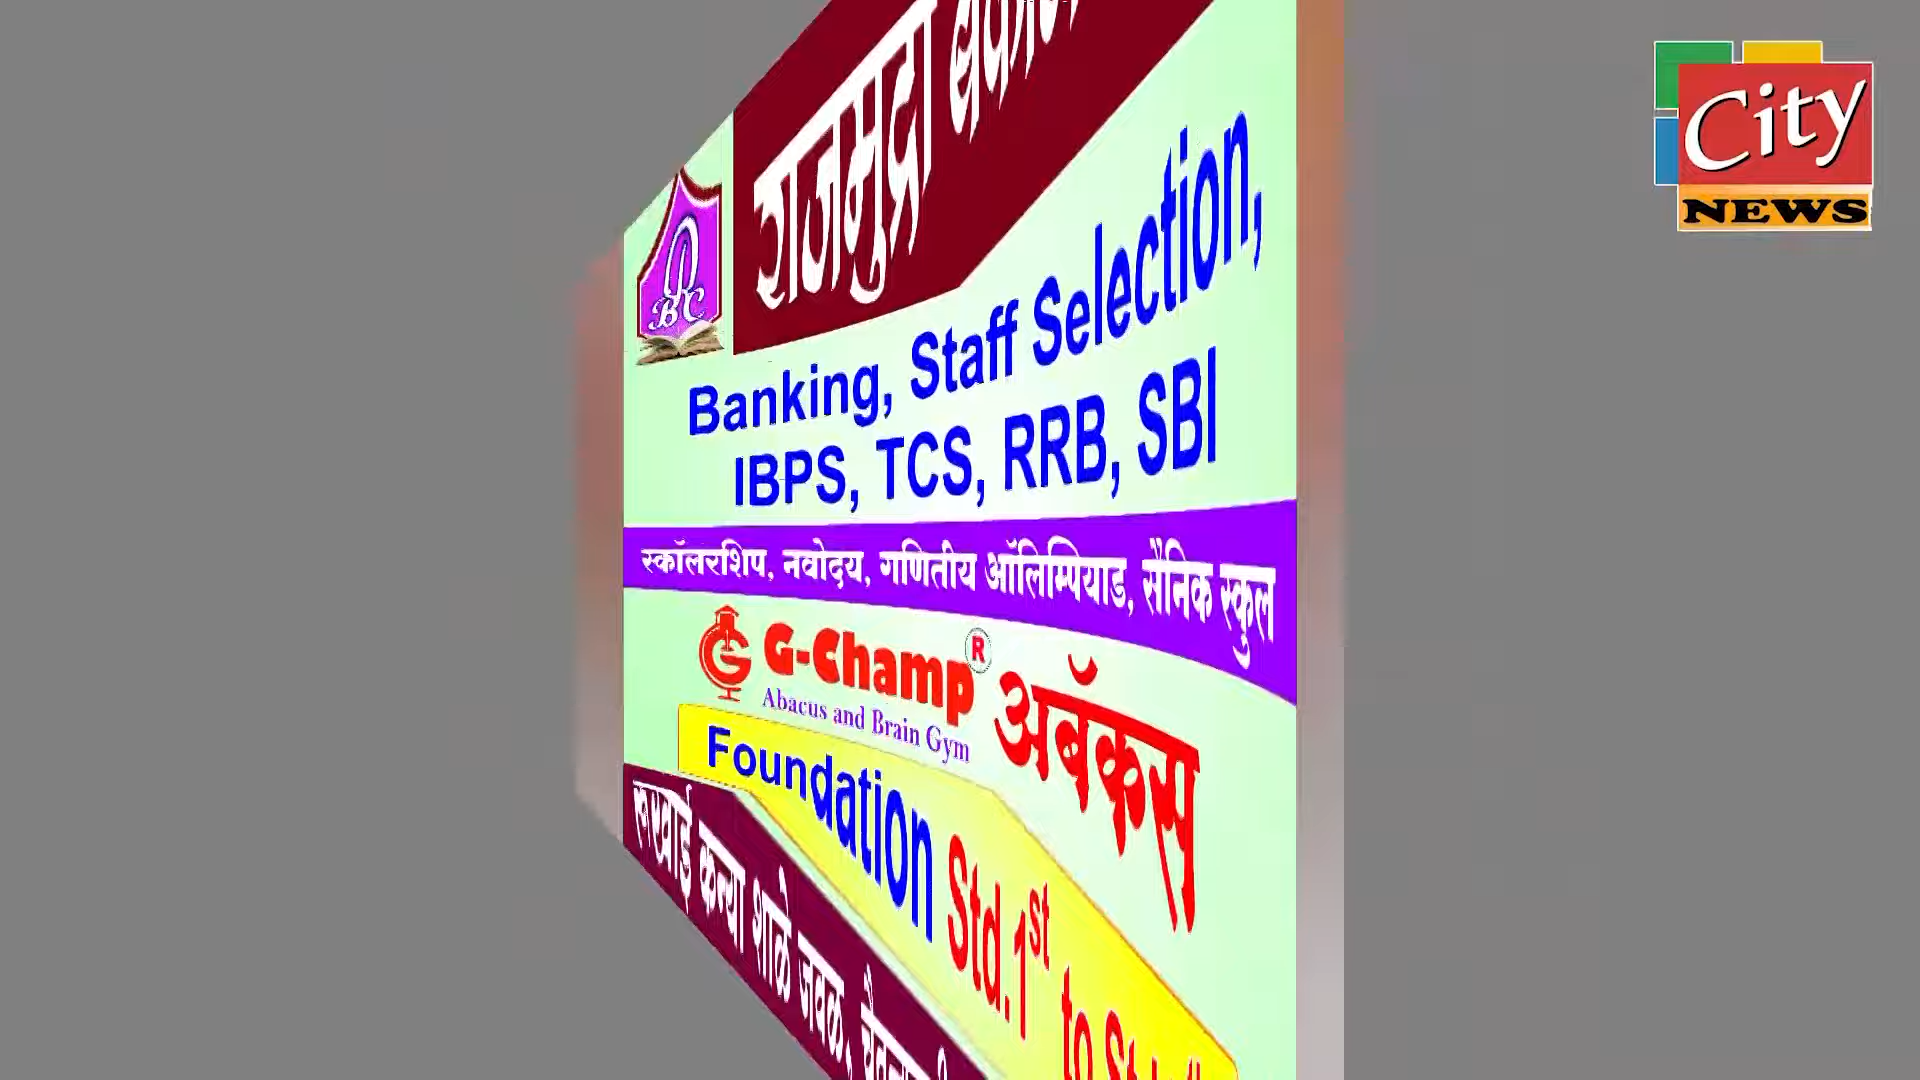 City
NEWS
राजमुद्रा
BC
Banking, Staff Selection,
IBPS, TCS, RRB, SBI
स्कॉलरशिप, नवोदय, गणितीय ऑलिम्पियाड, सैनिक स्कुल
G-Champ®
Abacus and Brain Gym
अबॅकस
Foundation Std.1st to
कन्या शाळे जवळ,